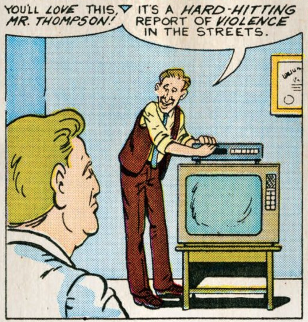 YOU'LL LOVE THIS,
MR. THOMPSON!
IT'S A HARD-HITTING
REPORT OF VIOLENCE
IN THE STREETS.